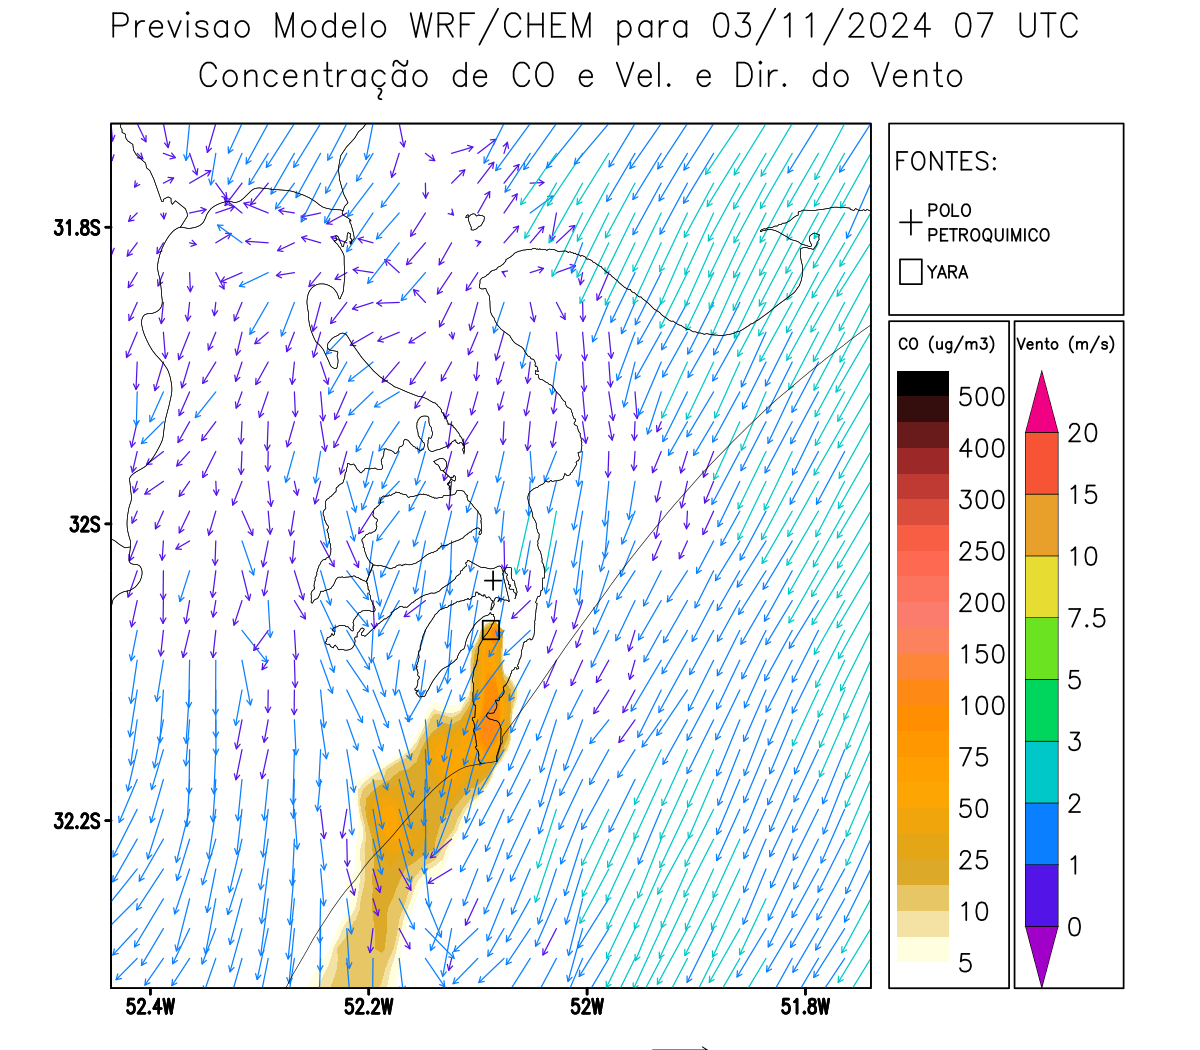 Previsao Modelo WRF/CHEM para 03/11/2024 07 UTC
Concentração de CO e Vel. e Dir. do Vento
FONTES:
POLO
PETROQUIMICO
YARA
CO (ug/m3)
500
400
300
250
200
150
100
75
50
25
10
5
Vento (m/s)
20
15
10
7.5
5
3
2
1
0
31.8S
32S
32.2S
52.4W
52.2W
52W
51.8W